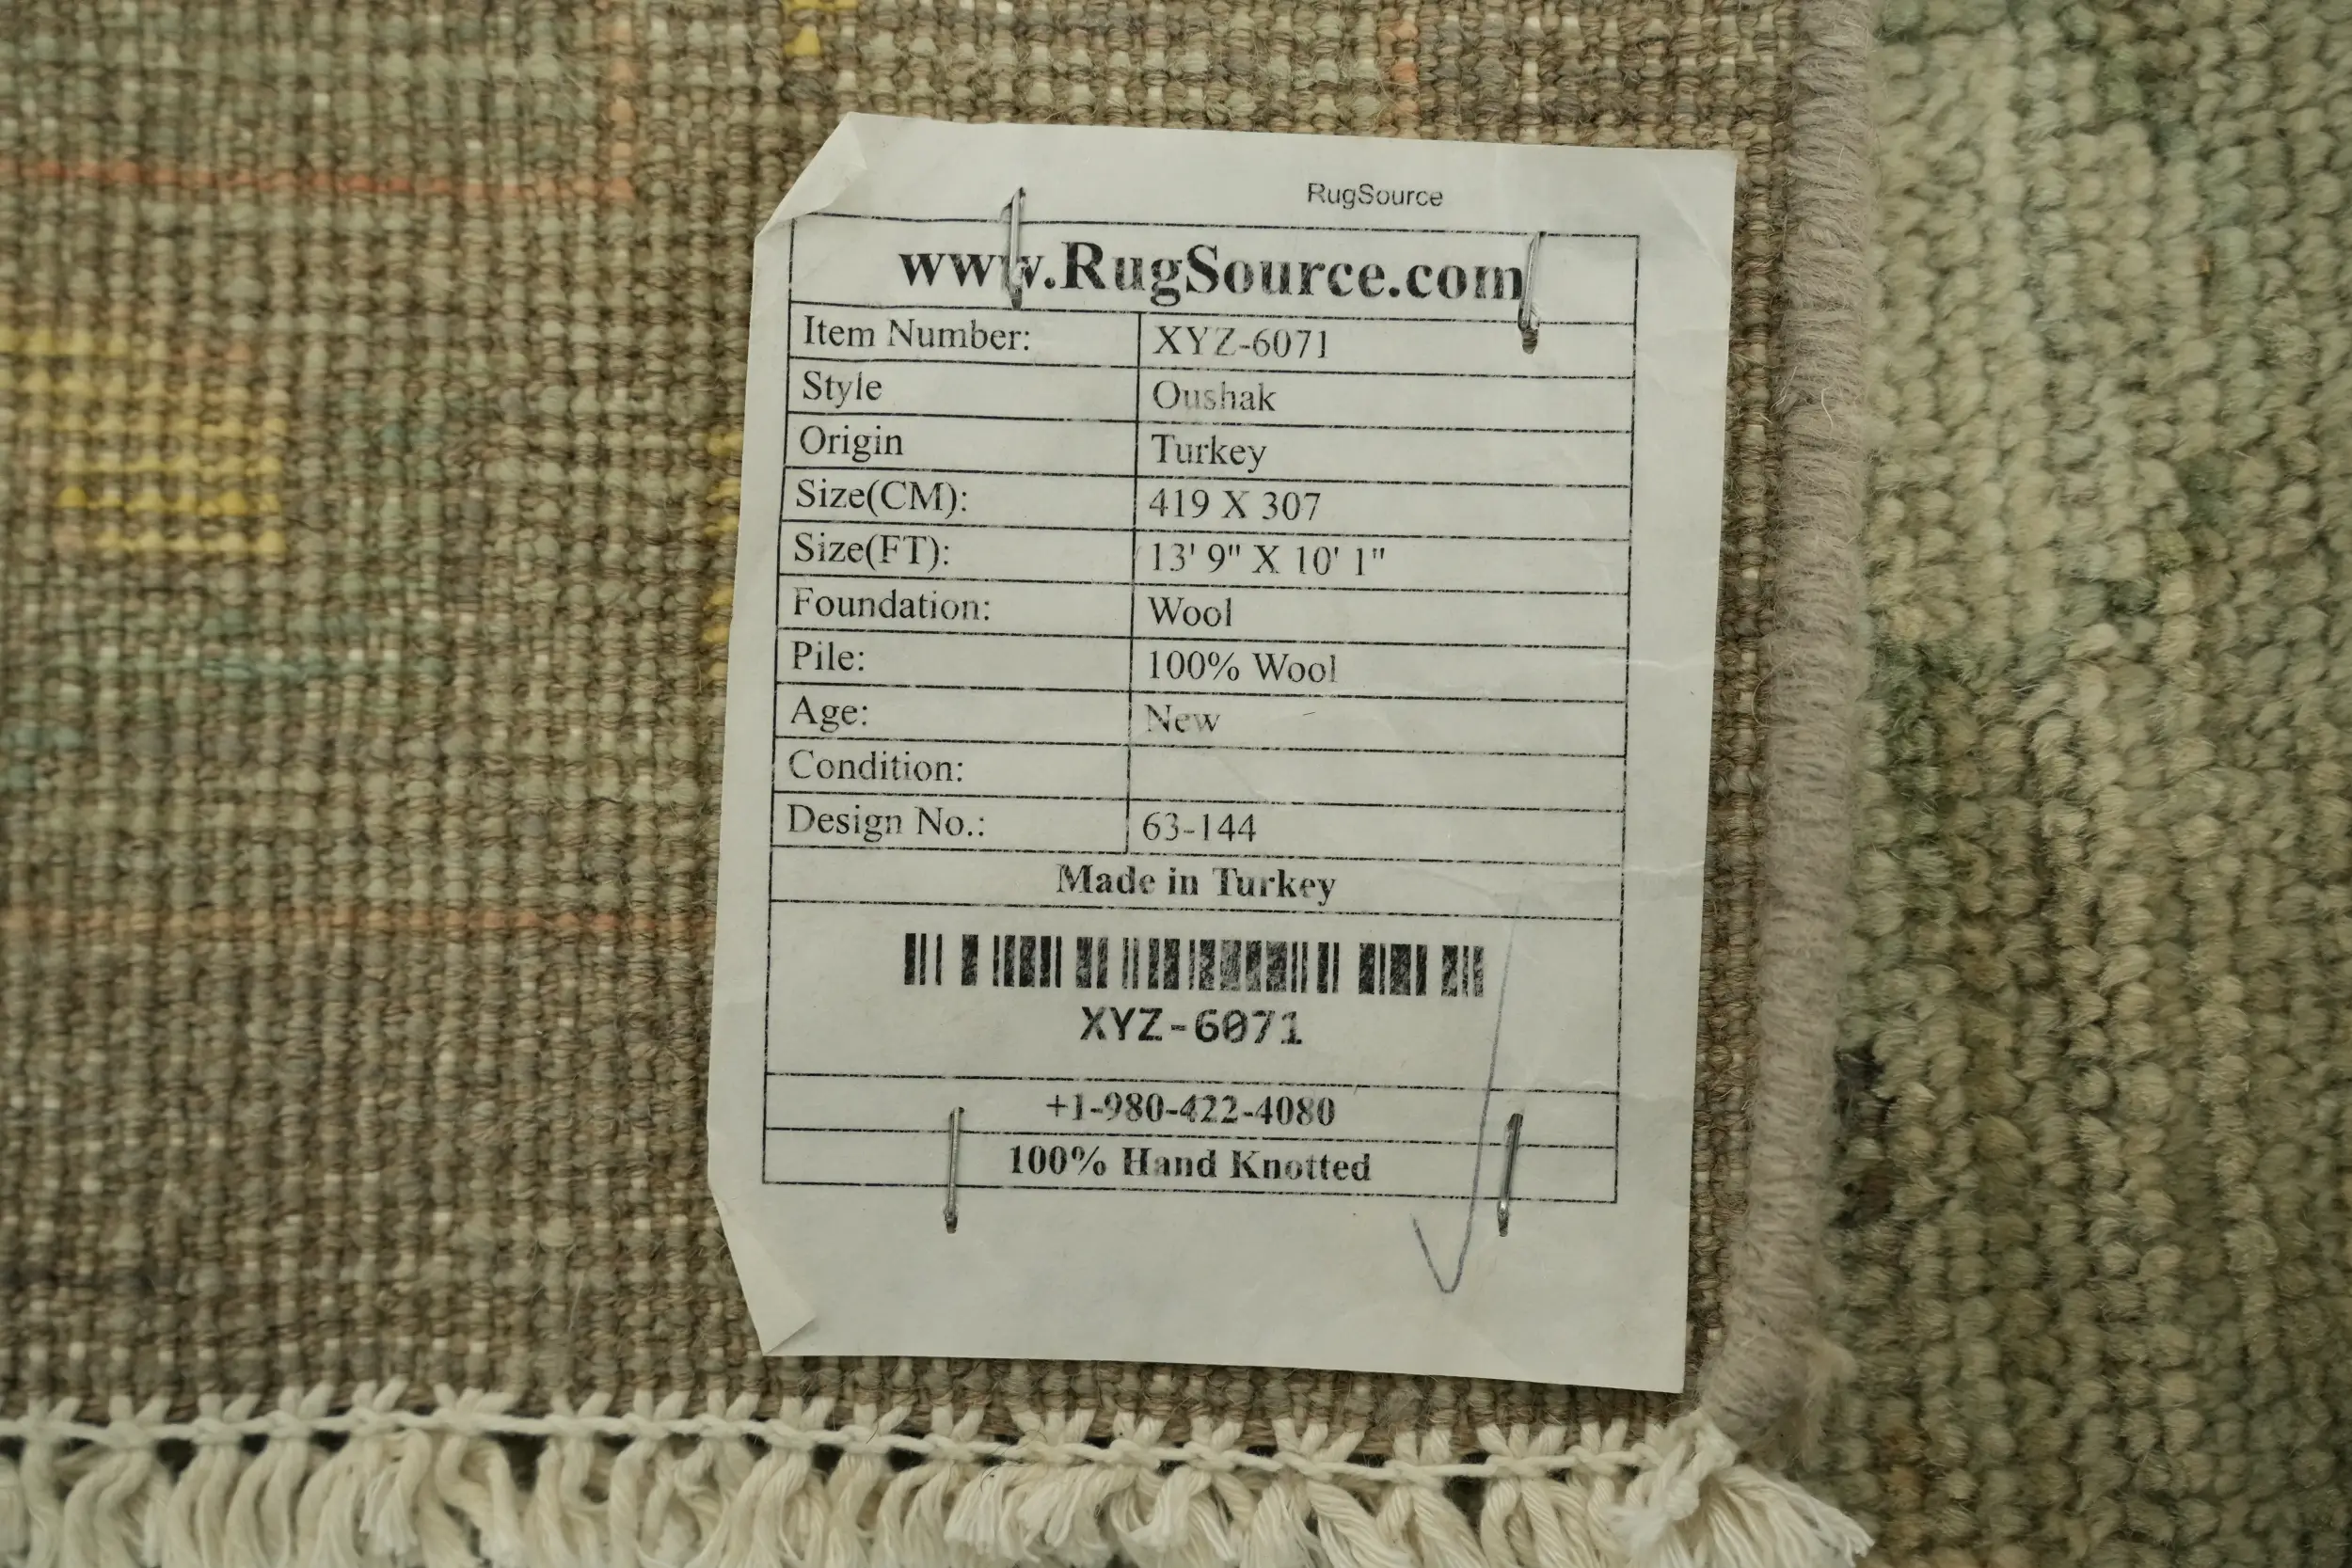 RugSource
www.RugSource.com
Item Number: XYZ-6071
Style Oushak
Origin Turkey
Size(CM): 419 X 307
Size(FT): 13' 9" X 10' 1"
Foundation: Wool
Pile: 100% Wool
Age: New
Condition:
Design No.: 63-144
Made in Turkey
XYZ-6071
+1-980-422-4080
100% Hand Knotted